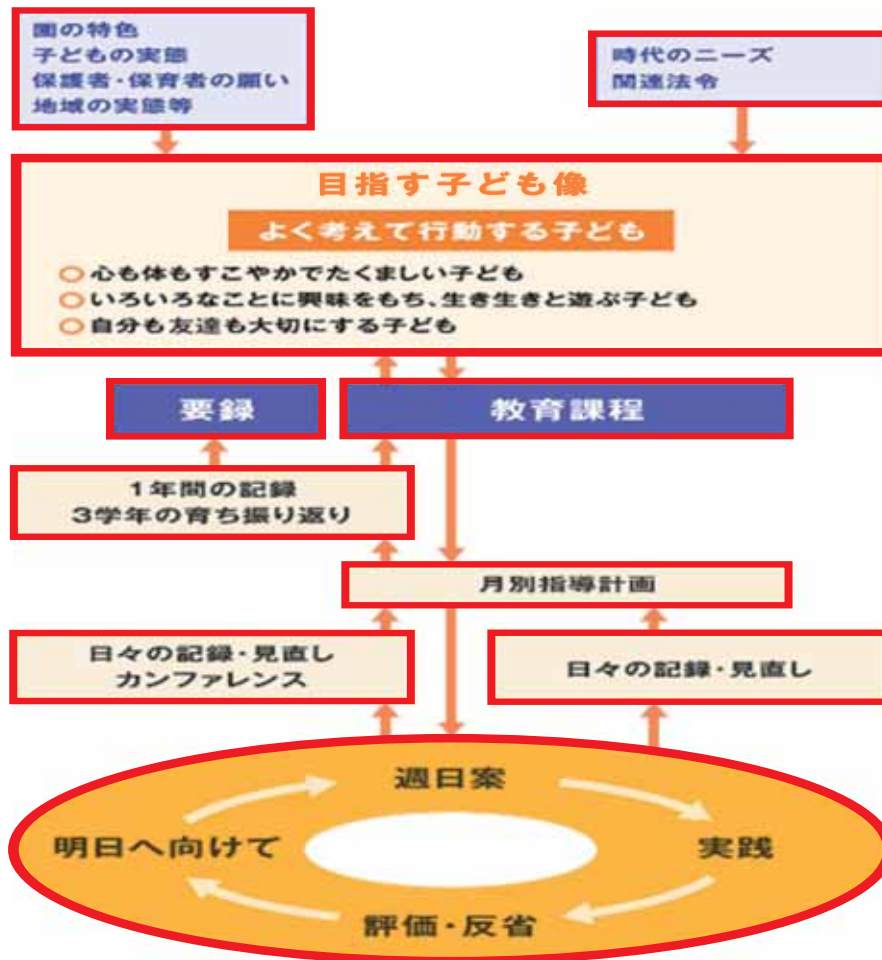 園の特色
子どもの実態
保護者・保育者の願い
地域の実態等
時代のニーズ
関連法令
目指す子ども像
よく考えて行動する子ども
○心も体もすこやかでたくましい子ども
○いろいろなことに興味をもち、生き生きと遊ぶ子ども
○自分も友達も大切にする子ども
要録
教育課程
1年間の記録
3学年の育ち振り返り
月別指導計画
日々の記録・見直し
カンファレンス
日々の記録・見直し
週日案
明日へ向けて
実践
評価・反省